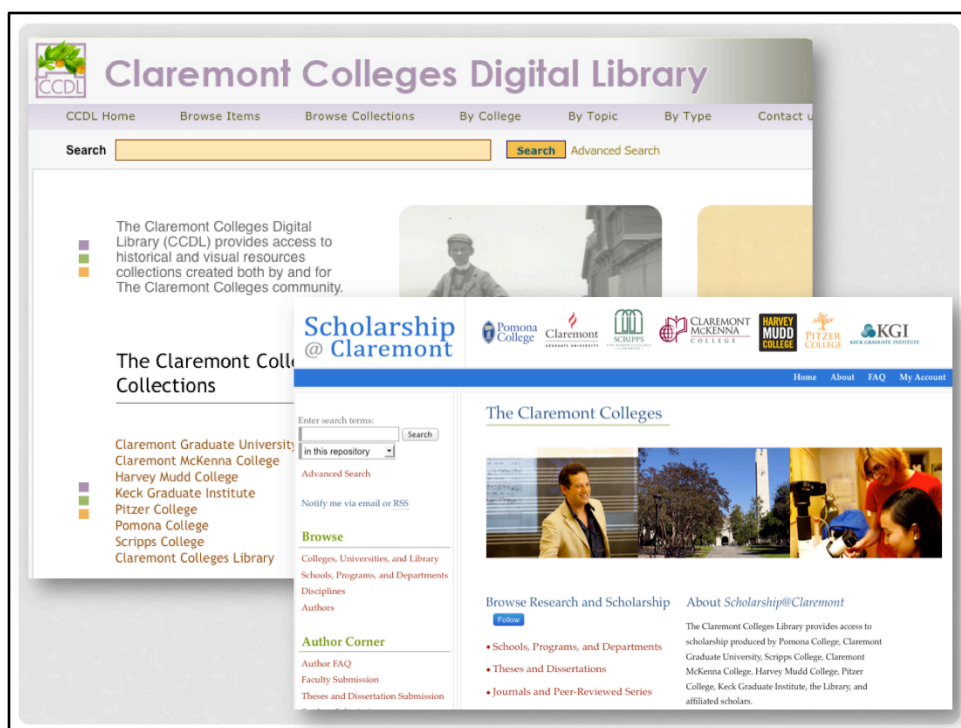 CCDL
Claremont Colleges Digital Library
CCDL Home Browse Items Browse Collections By College By Topic By Type Contact u
Search Search Advanced Search
The Claremont Colleges Digital
Library (CCDL) provides access to
historical and visual resources
collections created both by and for
The Claremont Colleges community.
The Claremont Colle
Collections
Claremont Graduate University
Claremont McKenna College
Harvey Mudd College
Keck Graduate Institute
Pitzer College
Pomona College
Scripps College
Claremont Colleges Library
Scholarship
@ Claremont
Pomona
College
Claremont
GRADUATE UNIVERSITY
SCRIPPS
CLAREMONT
MCKENNA
COLLEGE
HARVEY
MUDD
COLLEGE
PITZER
COLLEGE
KGI
KECK GRADUATE INSTITUTE
Home About FAQ My Account
Enter search terms:
Search
in this repository
Advanced Search
Notify me via email or RSS
Browse
Colleges, Universities, and Library
Schools, Programs, and Departments
Disciplines
Authors
Author Corner
Author FAQ
Faculty Submission
Theses and Dissertation Submission
The Claremont Colleges
Browse Research and Scholarship
Follow
• Schools, Programs, and Departments
• Theses and Dissertations
• Journals and Peer-Reviewed Series
About Scholarship@Claremont
The Claremont Colleges Library provides access to
scholarship produced by Pomona College, Claremont
Graduate University, Scripps College, Claremont
McKenna College, Harvey Mudd College, Pitzer
College, Keck Graduate Institute, the Library, and
affiliated scholars.